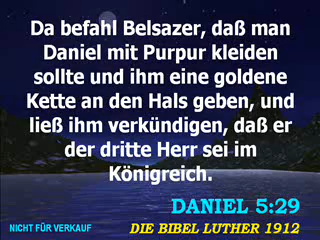 Da befahl Belsazer, daß man
Daniel mit Purpur kleiden
sollte und ihm eine goldene
Kette an den Hals geben, und
ließ ihm verkündigen, daß er
der dritte Herr sei im
Königreich.
DANIEL 5:29
NICHT FÜR VERKAUF
DIE BIBEL LUTHER 1912